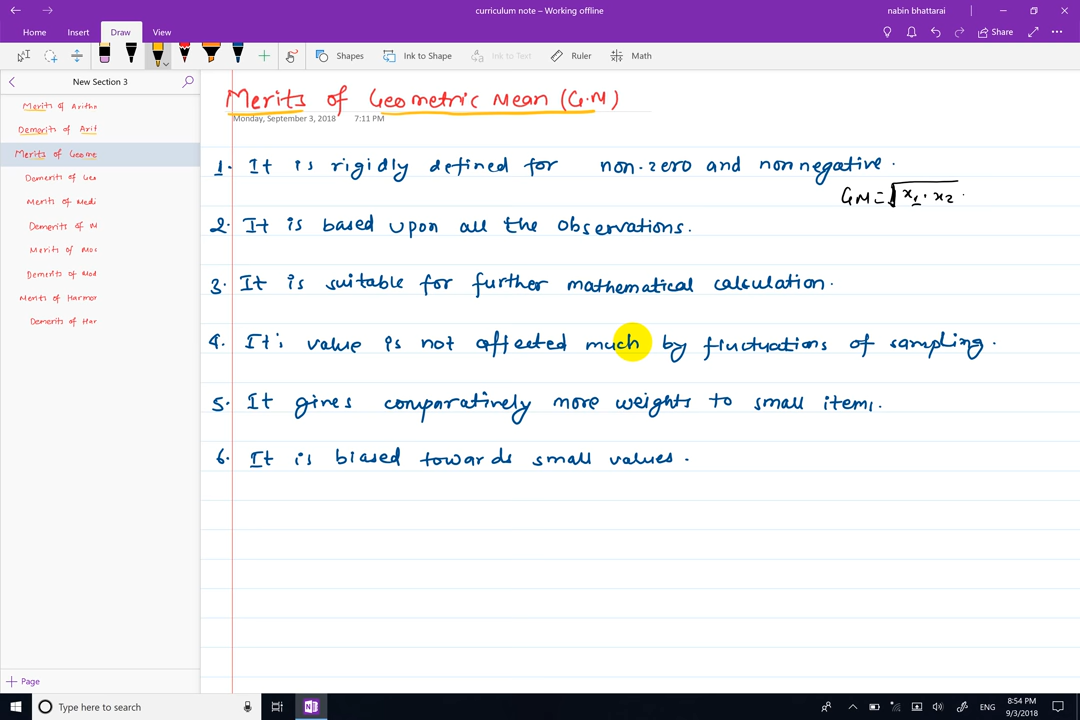 curriculum note – Working offline
nabin bhattarai
Home Insert Draw View
Share
Shapes Ink to Shape Ink to Text Ruler Math
New Section 3
Merits of Arithm
Demerits of Arit
Merits of Geome
Demerits of Geo
Merits of Medi
Demerits of M
Merits of Mos
Demerits of Mod
Merits of Harmor
Demerits of Har
Page
Merits of Geometric Mean (G.M)
Monday, September 3, 2018 7:11 PM
1. It is rigidly defined for non-zero and nonnegative.
GM = √x1 . x2 .
2. It is based upon all the observations.
3. It is suitable for further mathematical calculation.
4. It's value is not affected much by fluctuations of sampling.
5. It gives comparatively more weights to small items.
6. It is biased towards small values.
Type here to search
ENG
8:54 PM
9/3/2018